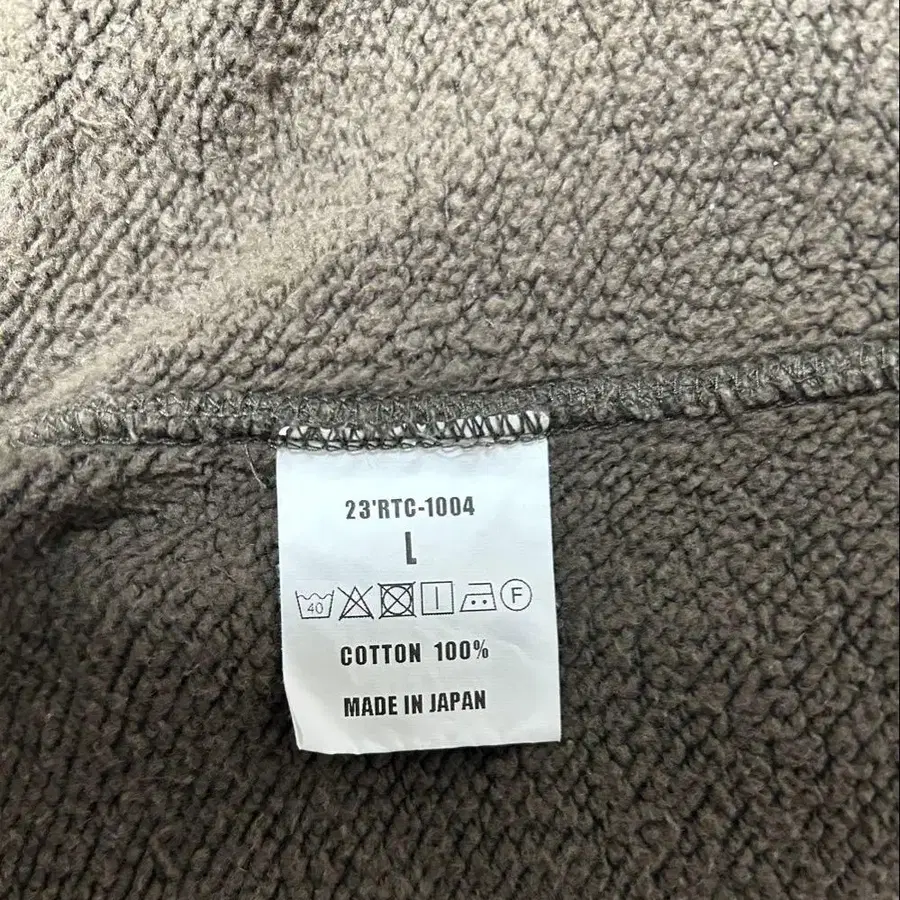 23'RTC-1004
L
40 F
COTTON 100%
MADE IN JAPAN